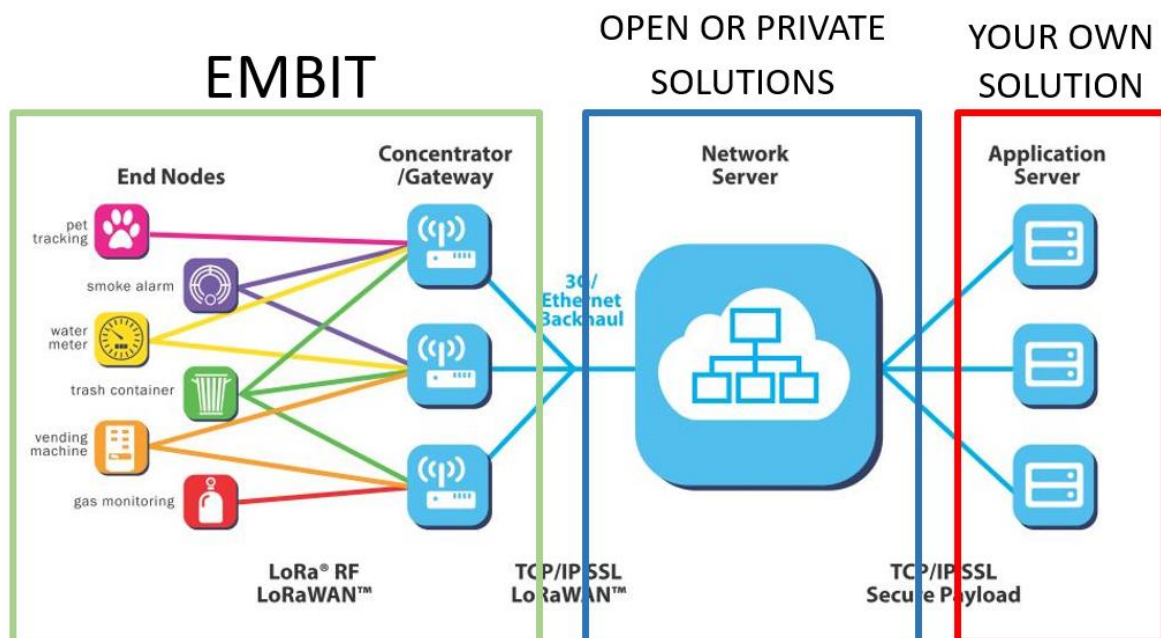 EMBIT
OPEN OR PRIVATE
SOLUTIONS
YOUR OWN
SOLUTION
End Nodes
Concentrator
/Gateway
Network
Server
Application
Server
pet
tracking
smoke alarm
water
meter
trash container
vending
machine
gas monitoring
3G/
Ethernet
Backhaul
LoRa® RF
LoRaWAN™
TCP/IP SSL
LoRaWAN™
TCP/IP SSL
Secure Payload